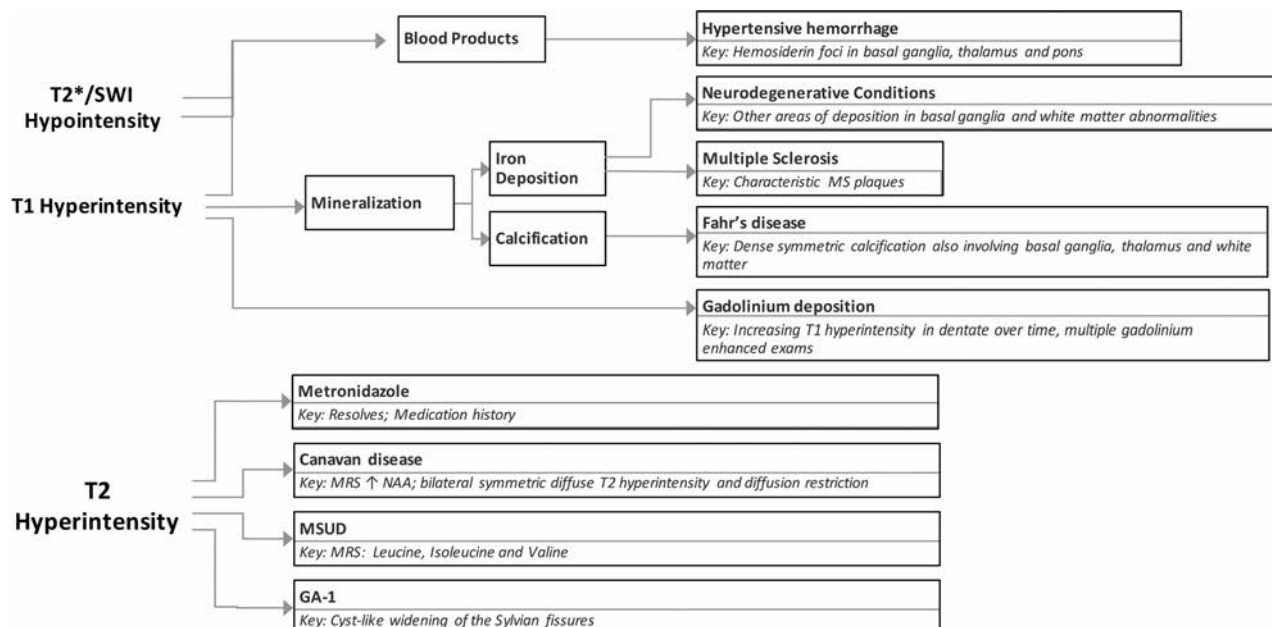 Blood Products
Hypertensive hemorrhage
Key: Hemosiderin foci in basal ganglia, thalamus and pons
T2*/SWI
Hypointensity
Neurodegenerative Conditions
Key: Other areas of deposition in basal ganglia and white matter abnormalities
Iron
Deposition
Multiple Sclerosis
Key: Characteristic MS plaques
T1 Hyperintensity
Mineralization
Calcification
Fahr's disease
Key: Dense symmetric calcification also involving basal ganglia, thalamus and white
matter
Gadolinium deposition
Key: Increasing T1 hyperintensity in dentate over time, multiple gadolinium
enhanced exams
T2
Hyperintensity
Metronidazole
Key: Resolves; Medication history
Canavan disease
Key: MRS ↑ NAA; bilateral symmetric diffuse T2 hyperintensity and diffusion restriction
MSUD
Key: MRS: Leucine, Isoleucine and Valine
GA-1
Key: Cyst-like widening of the Sylvian fissures